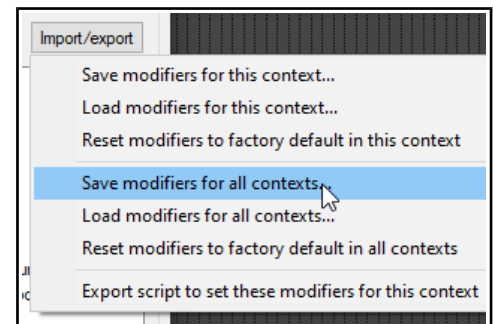 Import/export
Save modifiers for this context...
Load modifiers for this context...
Reset modifiers to factory default in this context
Save modifiers for all contexts...
Load modifiers for all contexts...
Reset modifiers to factory default in all contexts
Export script to set these modifiers for this context